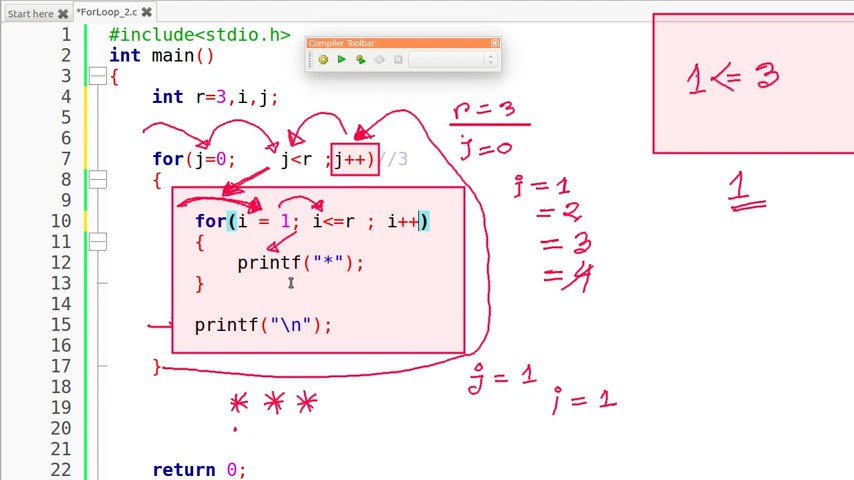 Start here
*ForLoop_2.c
Compiler Toolbar
1 #include<stdio.h>
2 int main()
3 {
4 int r=3,i,j;
5
6
7 for(j=0; j<r ;j++)//3
8 {
9
10 for(i = 1; i<=r ; i++)
11 {
12 printf("*");
13 }
14
15 printf("\n");
16
17 }
18
19
20
21
22 return 0;
r = 3
j=0
i = 1
= 2
= 3
= 4
1 <= 3
1
j = 1
i = 1
* * *